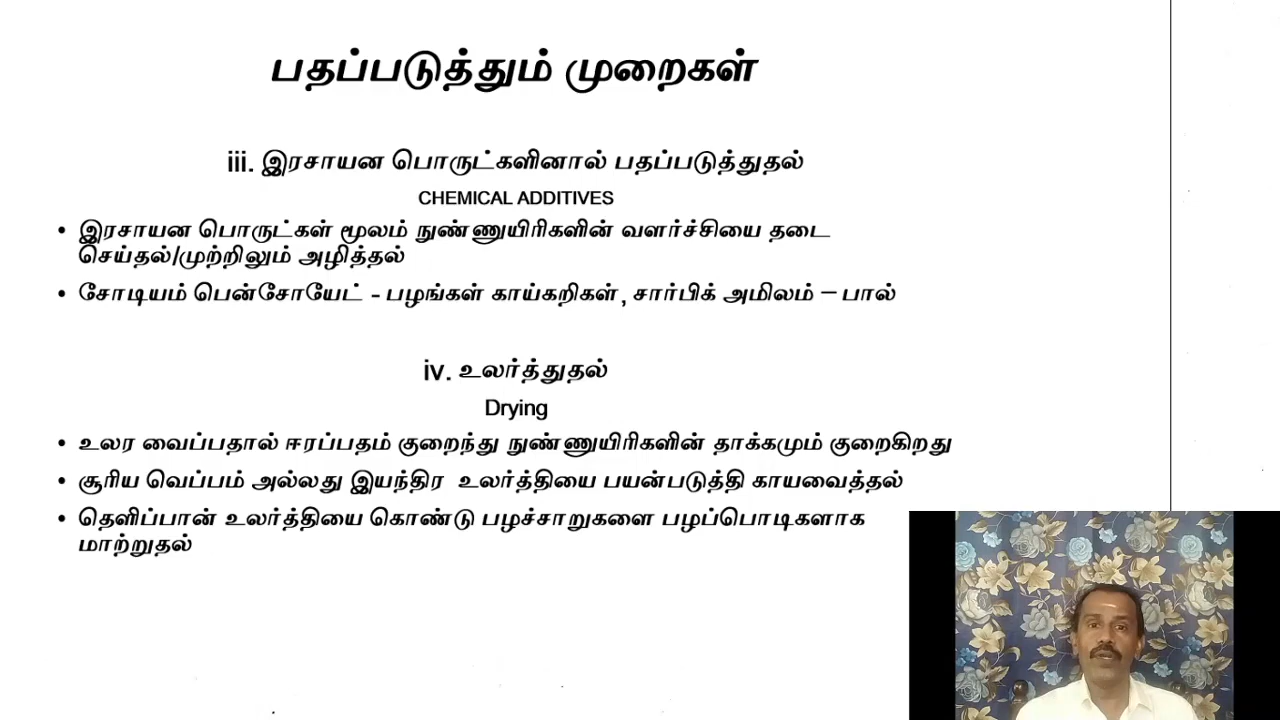 பதப்படுத்தும் முறைகள்
iii. இரசாயன பொருட்களினால் பதப்படுத்துதல்
CHEMICAL ADDITIVES
• இரசாயன பொருட்கள் மூலம் நுண்ணுயிரிகளின் வளர்ச்சியை தடை
செய்தல்/முற்றிலும் அழித்தல்
• சோடியம் பென்சோயேட் - பழங்கள் காய்கறிகள், சார்பிக் அமிலம் – பால்
iv. உலர்த்துதல்
Drying
• உலர வைப்பதால் ஈரப்பதம் குறைந்து நுண்ணுயிரிகளின் தாக்கமும் குறைகிறது
• சூரிய வெப்பம் அல்லது இயந்திர உலர்த்தியை பயன்படுத்தி காயவைத்தல்
• தெளிப்பான் உலர்த்தியை கொண்டு பழச்சாறுகளை பழப்பொடிகளாக
மாற்றுதல்